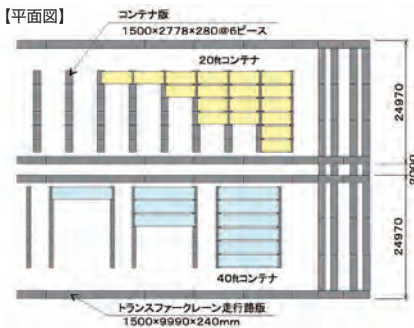 【平面図】
コンテナ版
1500×2778×280@6ピース
20ftコンテナ
24970
2000
24970
40ftコンテナ
トランスファークレーン走行路版
1500×9990×240mm